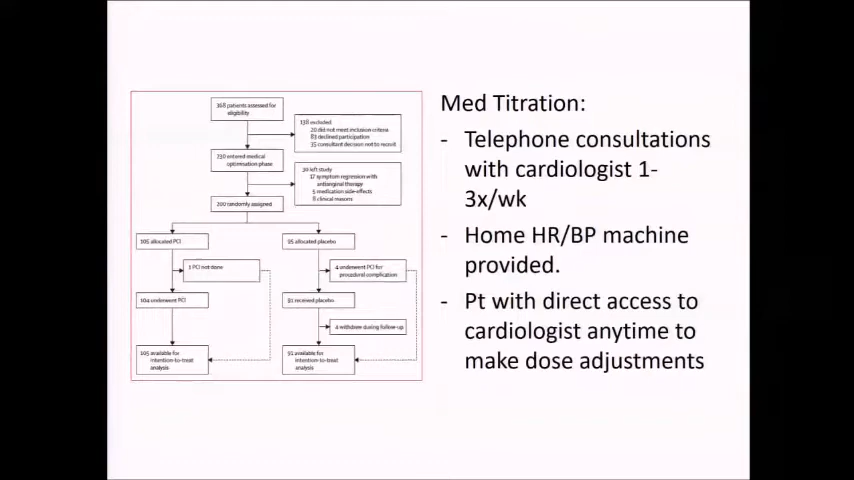 368 patients assessed for
eligibility
138 excluded
20 did not meet inclusion criteria
83 declined participation
35 consultant decision not to recruit
230 entered medical
optimisation phase
30 left study
17 symptom regression with
antianginal therapy
5 medication side-effects
8 clinical reasons
200 randomly assigned
105 allocated PCI
95 allocated placebo
1 PCI not done
4 underwent PCI for
procedural complication
104 underwent PCI
91 received placebo
4 withdrew during follow-up
105 available for
intention-to-treat
analysis
91 available for
intention-to-treat
analysis
Med Titration:
- Telephone consultations
with cardiologist 1-
3x/wk
- Home HR/BP machine
provided.
- Pt with direct access to
cardiologist anytime to
make dose adjustments